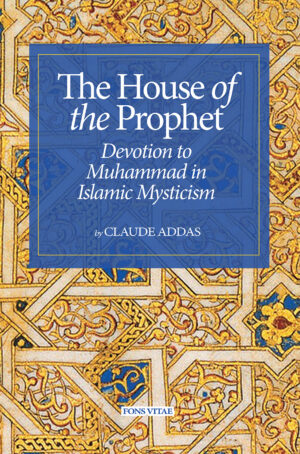 The House of
the Prophet
Devotion to
Muhammad in
Islamic Mysticism
by CLAUDE ADDAS
FONS VITAE